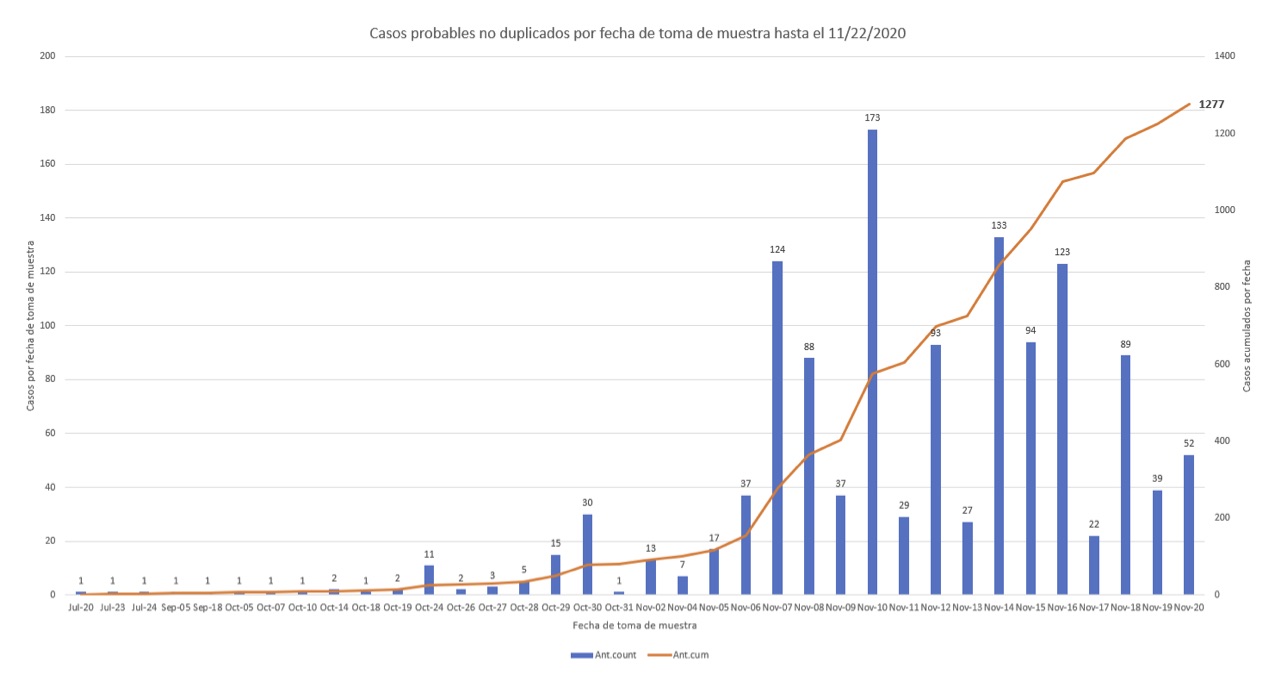 Casos probables no duplicados por fecha de toma de muestra hasta el 11/22/2020
200
180
160
140
120
100
80
60
40
20
0
Casos por fecha de toma de muestra
1400
1200
1000
800
600
400
200
0
Casos acumulados por fecha
1 1 1 1 1 1 1 1 2 1 2 11 2 3 5 15 30 1 13 7 17 37 124 88 37 173 29 93 27 133 94 123 22 89 39 52
1277
Jul-20 Jul-23 Jul-24 Sep-05 Sep-18 Oct-05 Oct-07 Oct-10 Oct-14 Oct-18 Oct-19 Oct-24 Oct-26 Oct-27 Oct-28 Oct-29 Oct-30 Oct-31 Nov-02 Nov-04 Nov-05 Nov-06 Nov-07 Nov-08 Nov-09 Nov-10 Nov-11 Nov-12 Nov-13 Nov-14 Nov-15 Nov-16 Nov-17 Nov-18 Nov-19 Nov-20
Fecha de toma de muestra
Ant.count Ant.cum